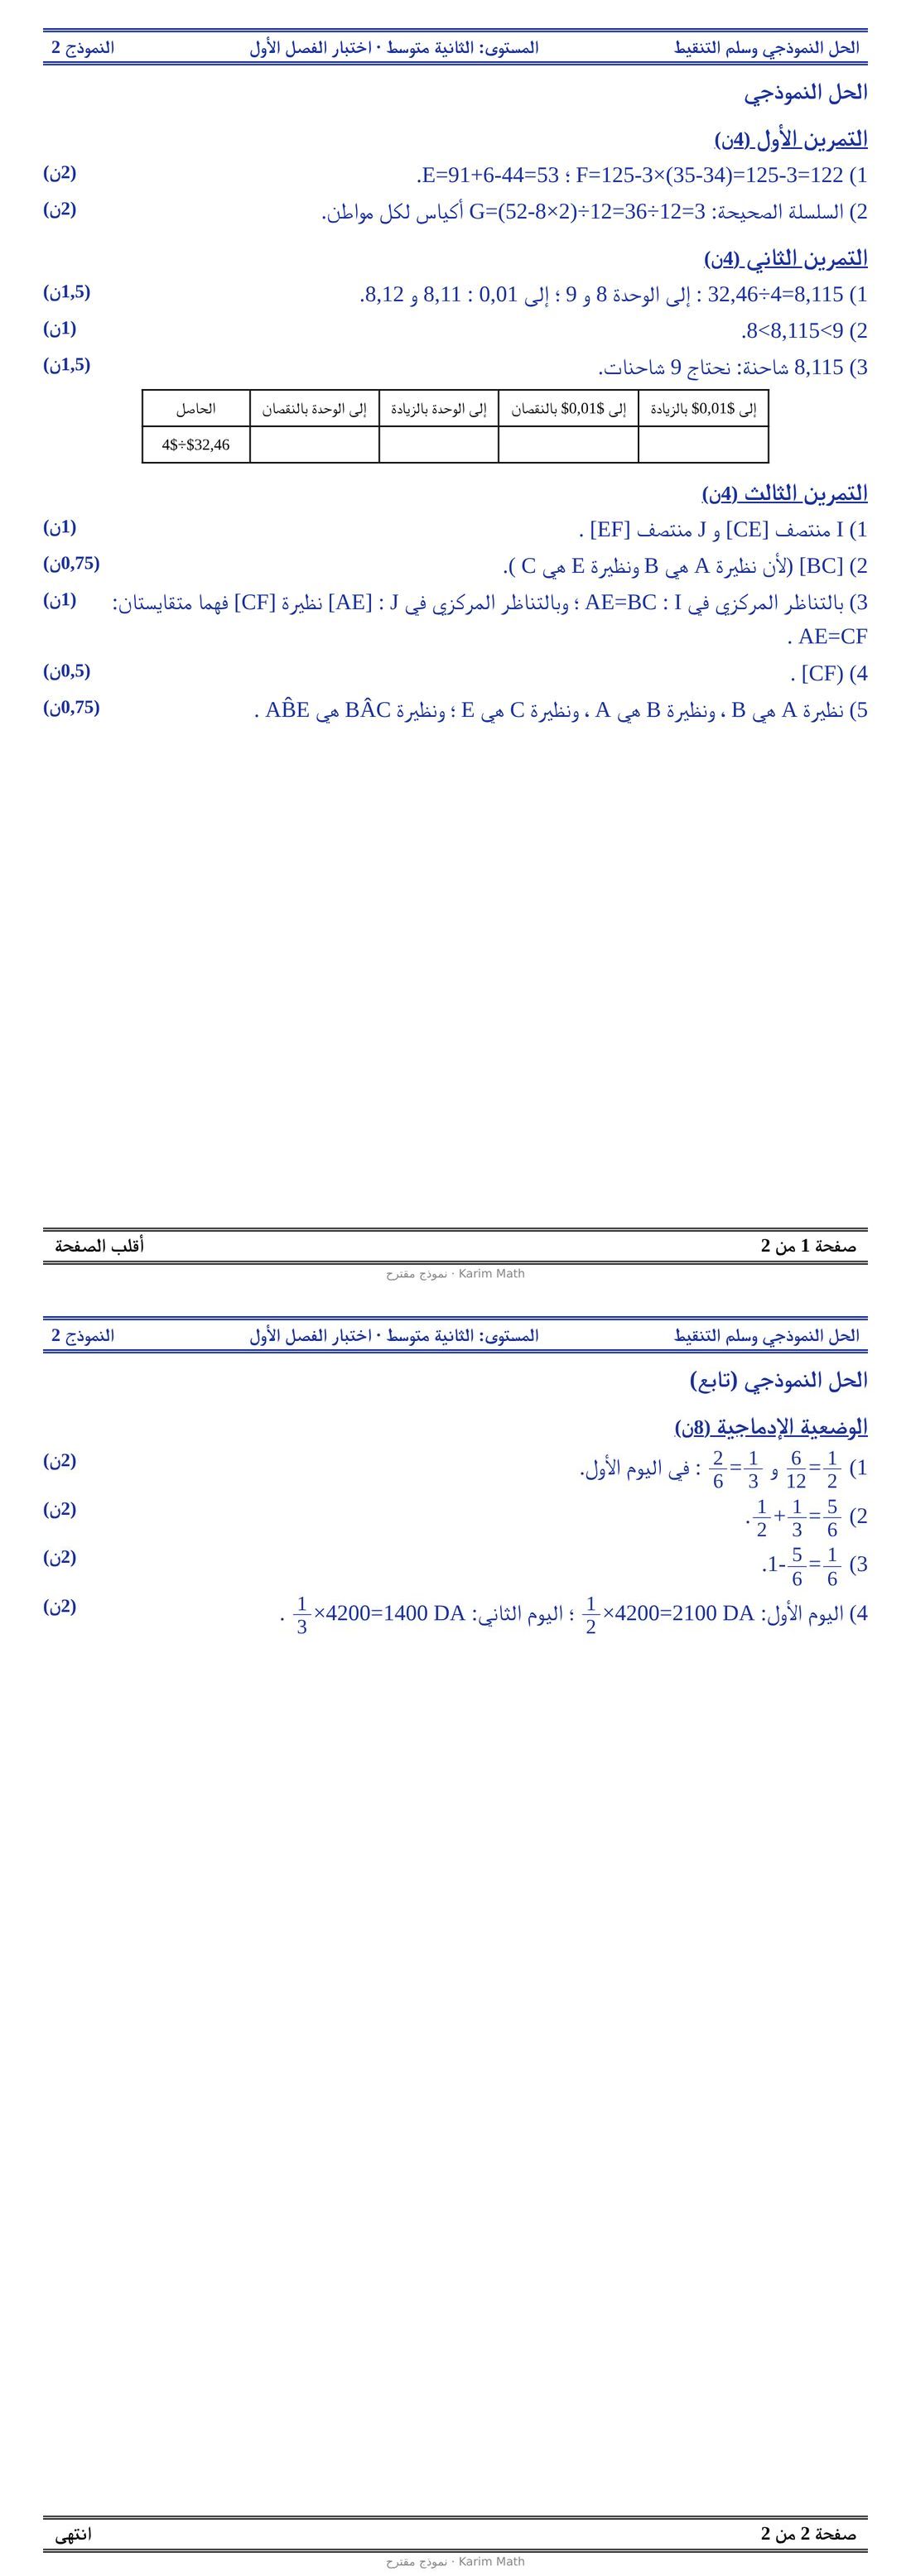 الحل النموذجي وسلم التنقيط المستوى: الثانية متوسط · اختبار الفصل الأول النموذج 2
الحل النموذجي
التمرين الأول (4ن)
1) E=91+6-44=53 ؛ F=125-3×(35-34)=125-3=122. (2ن)
2) السلسلة الصحيحة: G=(52-8×2)÷12=36÷12=3 أكياس لكل مواطن. (2ن)
التمرين الثاني (4ن)
1) 32,46÷4=8,115 : إلى الوحدة 8 و 9 ؛ إلى 0,01 : 8,11 و 8,12. (1,5ن)
2) 8<8,115<9. (1ن)
3) 8,115 شاحنة: نحتاج 9 شاحنات. (1,5ن)
إلى $0,01$ بالزيادة إلى $0,01$ بالنقصان إلى الوحدة بالزيادة إلى الوحدة بالنقصان الحاصل
$32,46÷4$
التمرين الثالث (4ن)
1) I منتصف [CE] و J منتصف [EF] . (1ن)
2) [BC] (لأن نظيرة A هي B ونظيرة E هي C ). (0,75ن)
3) بالتناظر المركزي في I : AE=BC ؛ وبالتناظر المركزي في J : [AE] نظيرة [CF] فهما متقايستان: (1ن)
AE=CF .
4) [CF) . (0,5ن)
5) نظيرة A هي B ، ونظيرة B هي A ، ونظيرة C هي E ؛ ونظيرة BÂC هي AB̂E . (0,75ن)
صفحة 1 من 2 أقلب الصفحة
Karim Math · نموذج مقترح
الحل النموذجي وسلم التنقيط المستوى: الثانية متوسط · اختبار الفصل الأول النموذج 2
الحل النموذجي (تابع)
الوضعية الإدماجية (8ن)
1) 6/12=1/2 و 2/6=1/3 : في اليوم الأول. (2ن)
2) 1/2+1/3=5/6. (2ن)
3) 1-5/6=1/6. (2ن)
4) اليوم الأول: 1/2×4200=2100 DA ؛ اليوم الثاني: 1/3×4200=1400 DA . (2ن)
صفحة 2 من 2 انتهى
Karim Math · نموذج مقترح